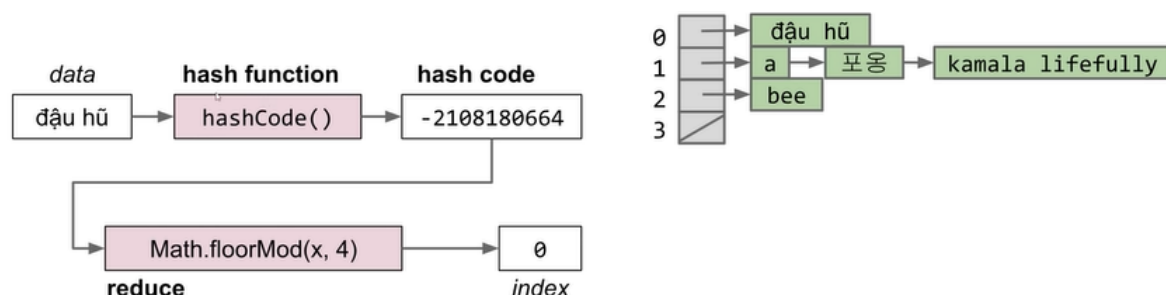 data
hash function
hash code
đậu hũ
hashCode()
-2108180664
Math.floorMod(x, 4)
0
reduce
index
0
đậu hũ
1
a
포옹
kamala lifefully
2
bee
3